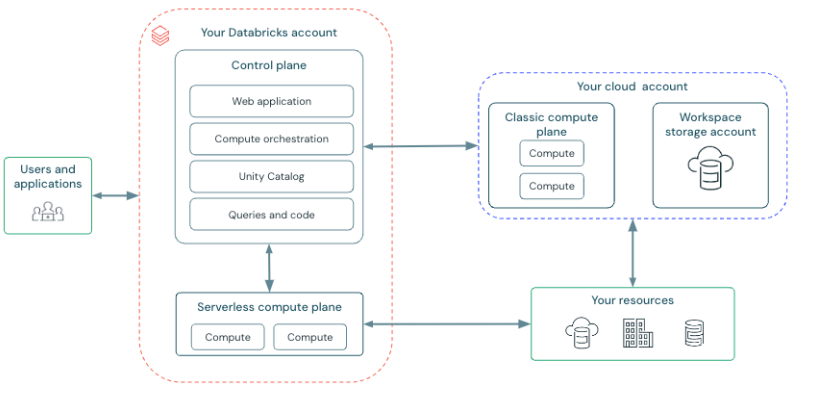 Your Databricks account
Control plane
Web application
Compute orchestration
Unity Catalog
Queries and code
Serverless compute plane
Compute
Compute
Users and
applications
Your cloud account
Classic compute
plane
Compute
Compute
Workspace
storage account
Your resources